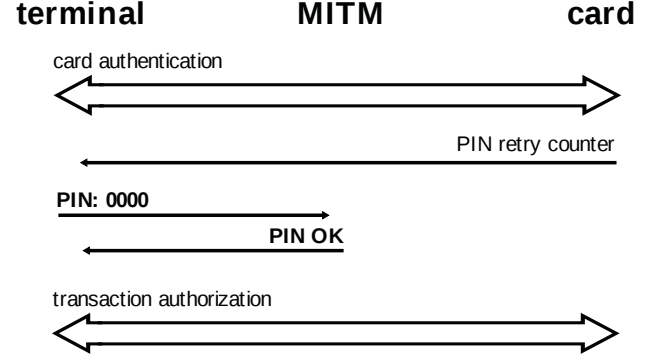 terminal MITM card
card authentication
PIN retry counter
PIN: 0000
PIN OK
transaction authorization